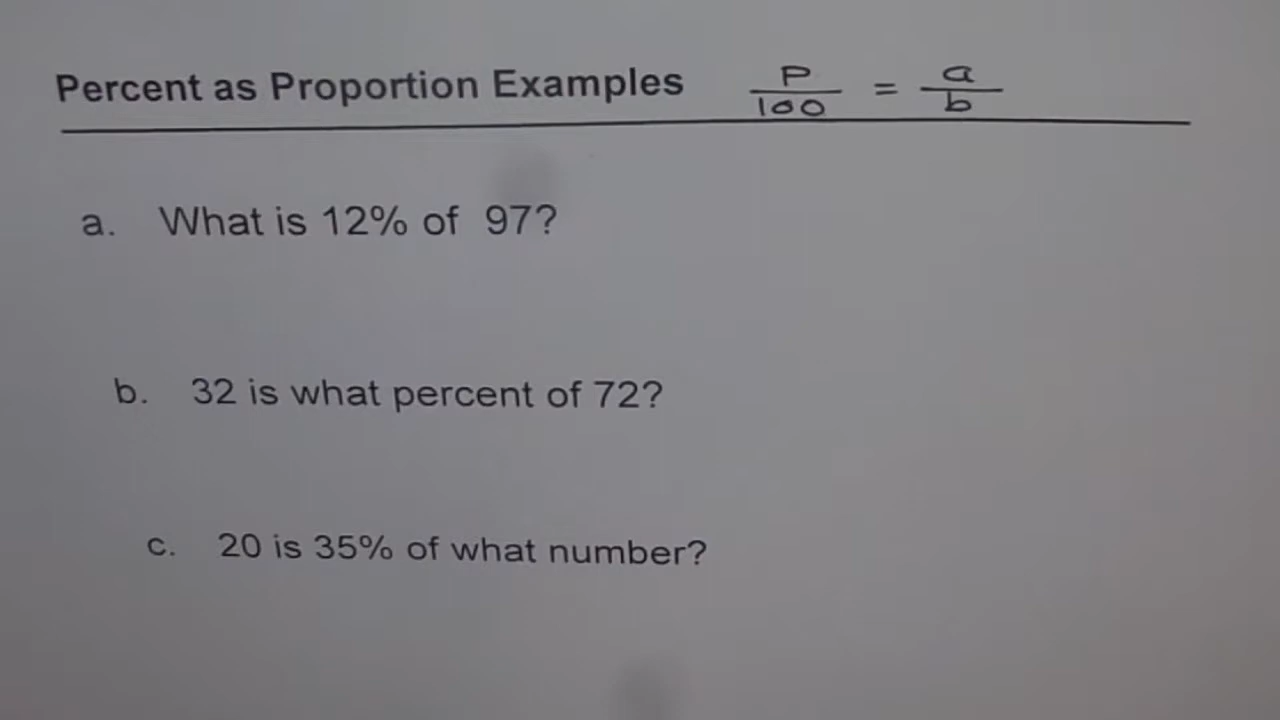 Percent as Proportion Examples P/100 = a/b
a. What is 12% of 97?
b. 32 is what percent of 72?
c. 20 is 35% of what number?